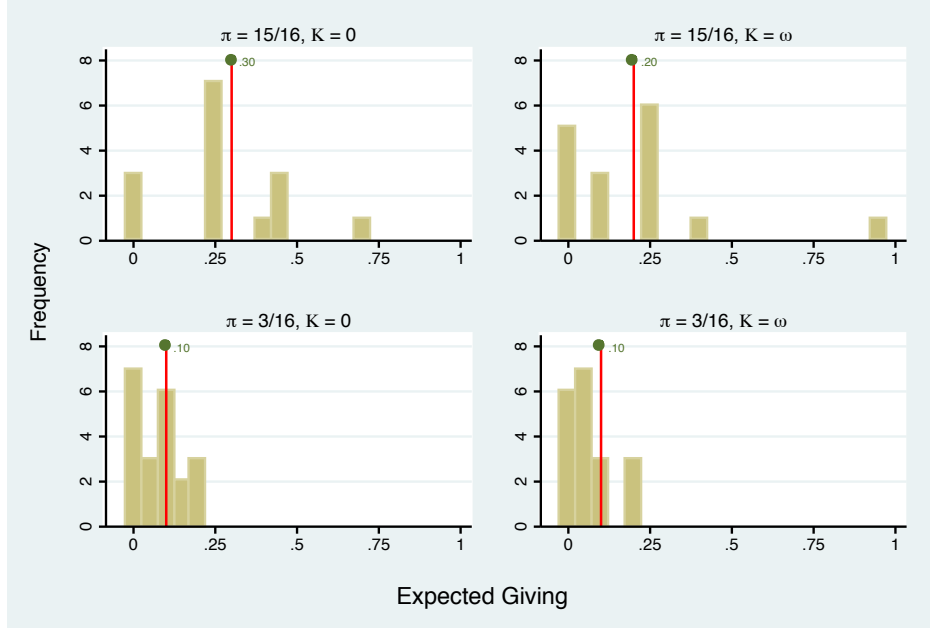 π = 15/16, K = 0
.30
8
6
4
2
0
0 .25 .5 .75 1
π = 15/16, K = ω
.20
8
6
4
2
0
0 .25 .5 .75 1
π = 3/16, K = 0
.10
8
6
4
2
0
0 .25 .5 .75 1
π = 3/16, K = ω
.10
8
6
4
2
0
0 .25 .5 .75 1
Frequency
Expected Giving